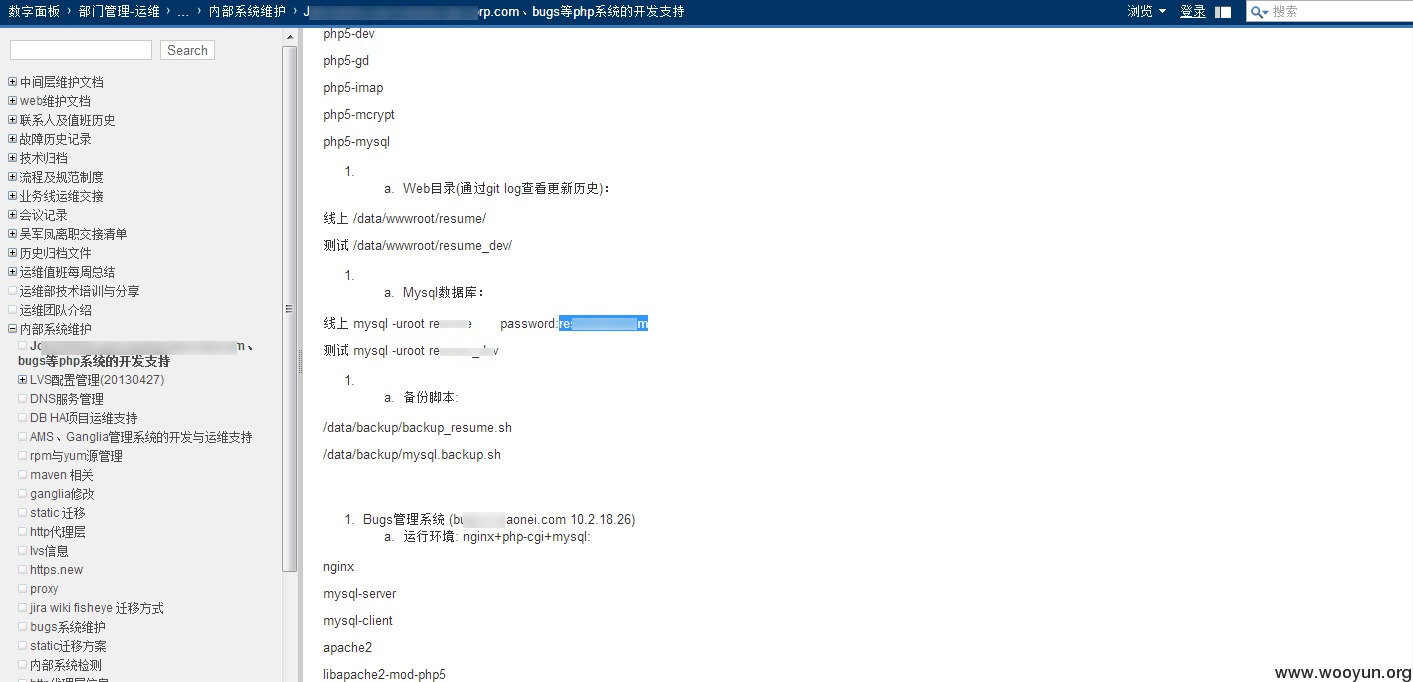 数字面板 › 部门管理-运维 › ... › 内部系统维护 › J rp.com、bugs等php系统的开发支持
浏览 登录 搜索
Search
中间层维护文档
web维护文档
联系人及值班历史
故障历史记录
技术归档
流程及规范制度
业务线运维交接
会议记录
吴军凤离职交接清单
历史归档文件
运维值班每周总结
运维部技术培训与分享
运维团队介绍
内部系统维护
Jo m、
bugs等php系统的开发支持
LVS配置管理(20130427)
DNS服务管理
DB HA项目运维支持
AMS、Ganglia管理系统的开发与运维支持
rpm与yum源管理
maven 相关
ganglia修改
static 迁移
http代理层
lvs信息
https.new
proxy
jira wiki fisheye 迁移方式
bugs系统维护
static迁移方案
内部系统检测
http代理层信息
php5-dev
php5-gd
php5-imap
php5-mcrypt
php5-mysql
1.
a. Web目录(通过git log查看更新历史)：
线上 /data/wwwroot/resume/
测试 /data/wwwroot/resume_dev/
1.
a. Mysql数据库：
线上 mysql -uroot re e password:re m
测试 mysql -uroot re v
1.
a. 备份脚本:
/data/backup/backup_resume.sh
/data/backup/mysql.backup.sh
1. Bugs管理系统 (bu aonei.com 10.2.18.26)
a. 运行环境: nginx+php-cgi+mysql:
nginx
mysql-server
mysql-client
apache2
libapache2-mod-php5
www.wooyun.org